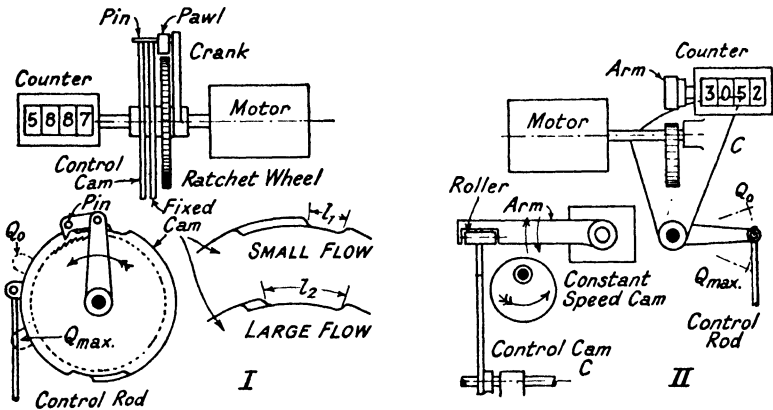 Pin
Pawl
Crank
Counter
5887
Motor
Control
Cam
Ratchet Wheel
Pin
Fixed
Cam
Q₀
l₁
SMALL FLOW
l₂
LARGE FLOW
Qmax.
Control Rod
I
Counter
Arm
3052
Motor
C
Roller
Arm
Q₀
Constant
Speed Cam
Qmax.
Control
Rod
Control Cam
C
II